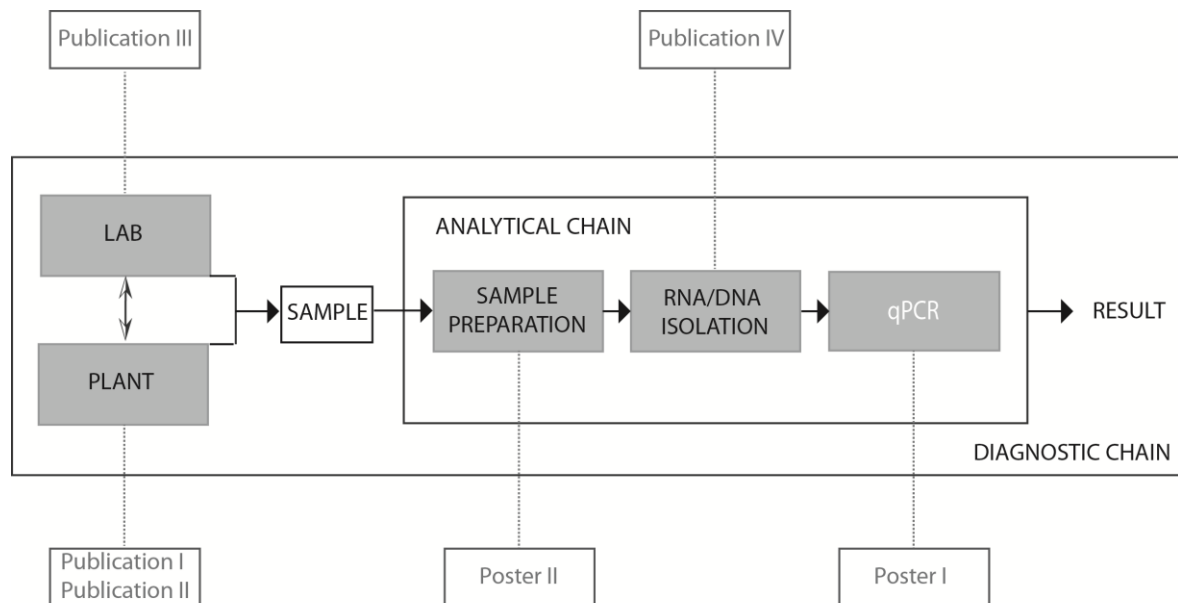 Publication III
Publication IV
LAB
ANALYTICAL CHAIN
SAMPLE
SAMPLE
PREPARATION
RNA/DNA
ISOLATION
qPCR
RESULT
PLANT
DIAGNOSTIC CHAIN
Publication I
Publication II
Poster II
Poster I